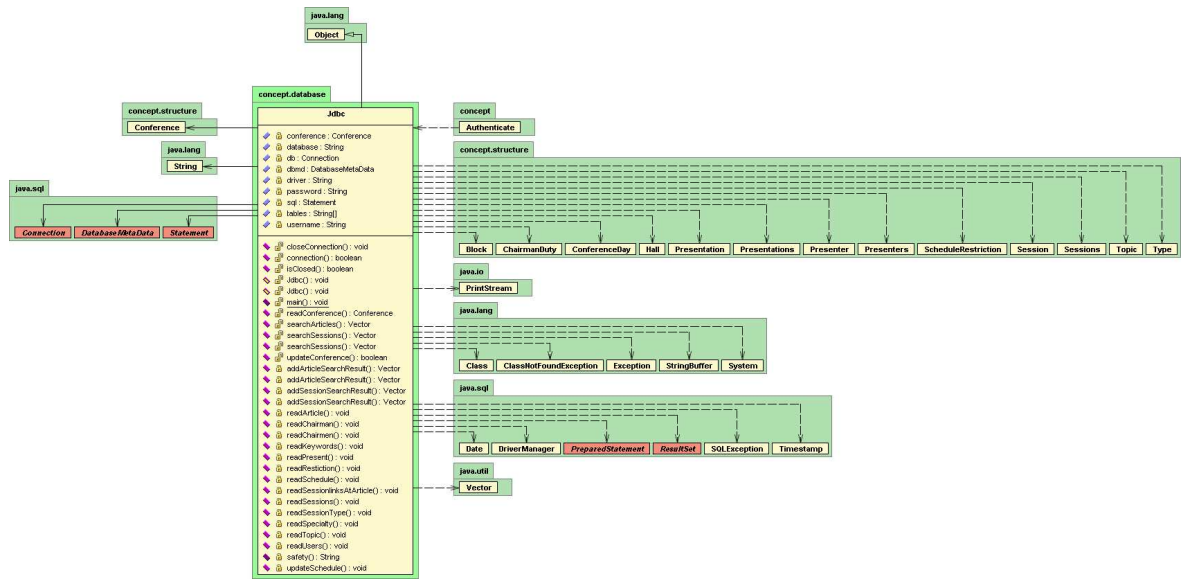 java.lang
Object
concept.database
Jdbc
conference : Conference
database : String
db : Connection
dbmd : DatabaseMetaData
driver : String
password : String
sql : Statement
tables : String[]
username : String
closeConnection() : void
connection() : boolean
isClosed() : boolean
Jdbc() : void
Jdbc() : void
main() : void
readConference() : Conference
searchArticles() : Vector
searchSessions() : Vector
searchSessions() : Vector
updateConference() : boolean
addArticleSearchResult() : Vector
addArticleSearchResult() : Vector
addSessionSearchResult() : Vector
addSessionSearchResult() : Vector
readArticle() : void
readChairman() : void
readChairmen() : void
readKeywords() : void
readPresent() : void
readRestiction() : void
readSchedule() : void
readSessionlinksAtArticle() : void
readSessions() : void
readSessionType() : void
readSpecialty() : void
readTopic() : void
readUsers() : void
safety() : String
updateSchedule() : void
concept.structure
Conference
java.lang
String
java.sql
Connection DatabaseMetaData Statement
concept
Authenticate
concept.structure
Block ChairmanDuty ConferenceDay Hall Presentation Presentations Presenter Presenters ScheduleRestriction Session Sessions Topic Type
java.io
PrintStream
java.lang
Class ClassNotFoundException Exception StringBuffer System
java.sql
Date DriverManager PreparedStatement ResultSet SQLException Timestamp
java.util
Vector